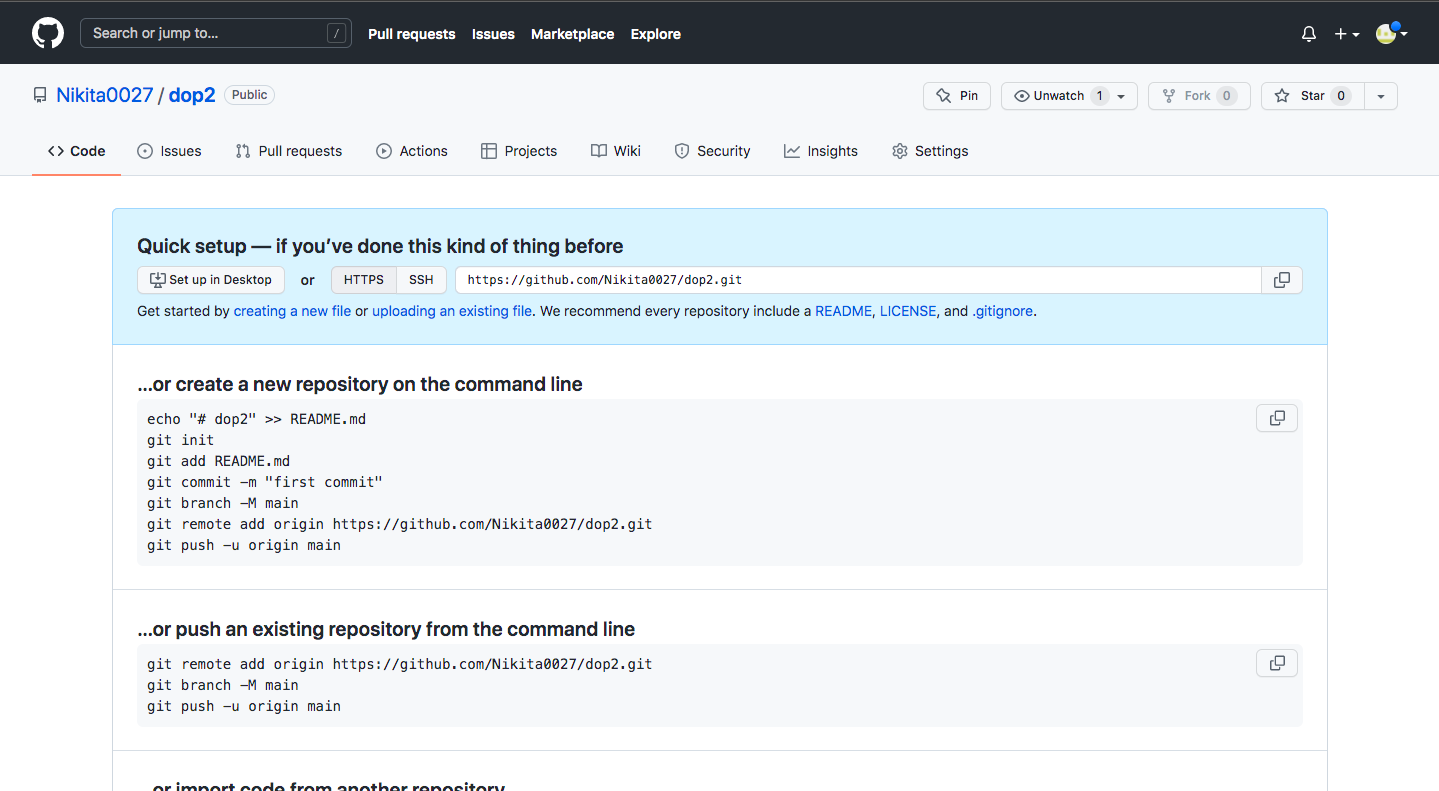 Search or jump to... /
Pull requests Issues Marketplace Explore
Nikita0027 / dop2 Public
Pin Unwatch 1 Fork 0 Star 0
Code Issues Pull requests Actions Projects Wiki Security Insights Settings
Quick setup — if you’ve done this kind of thing before
Set up in Desktop or HTTPS SSH https://github.com/Nikita0027/dop2.git
Get started by creating a new file or uploading an existing file. We recommend every repository include a README, LICENSE, and .gitignore.
…or create a new repository on the command line
echo "# dop2" >> README.md
git init
git add README.md
git commit -m "first commit"
git branch -M main
git remote add origin https://github.com/Nikita0027/dop2.git
git push -u origin main
…or push an existing repository from the command line
git remote add origin https://github.com/Nikita0027/dop2.git
git branch -M main
git push -u origin main
…or import code from another repository